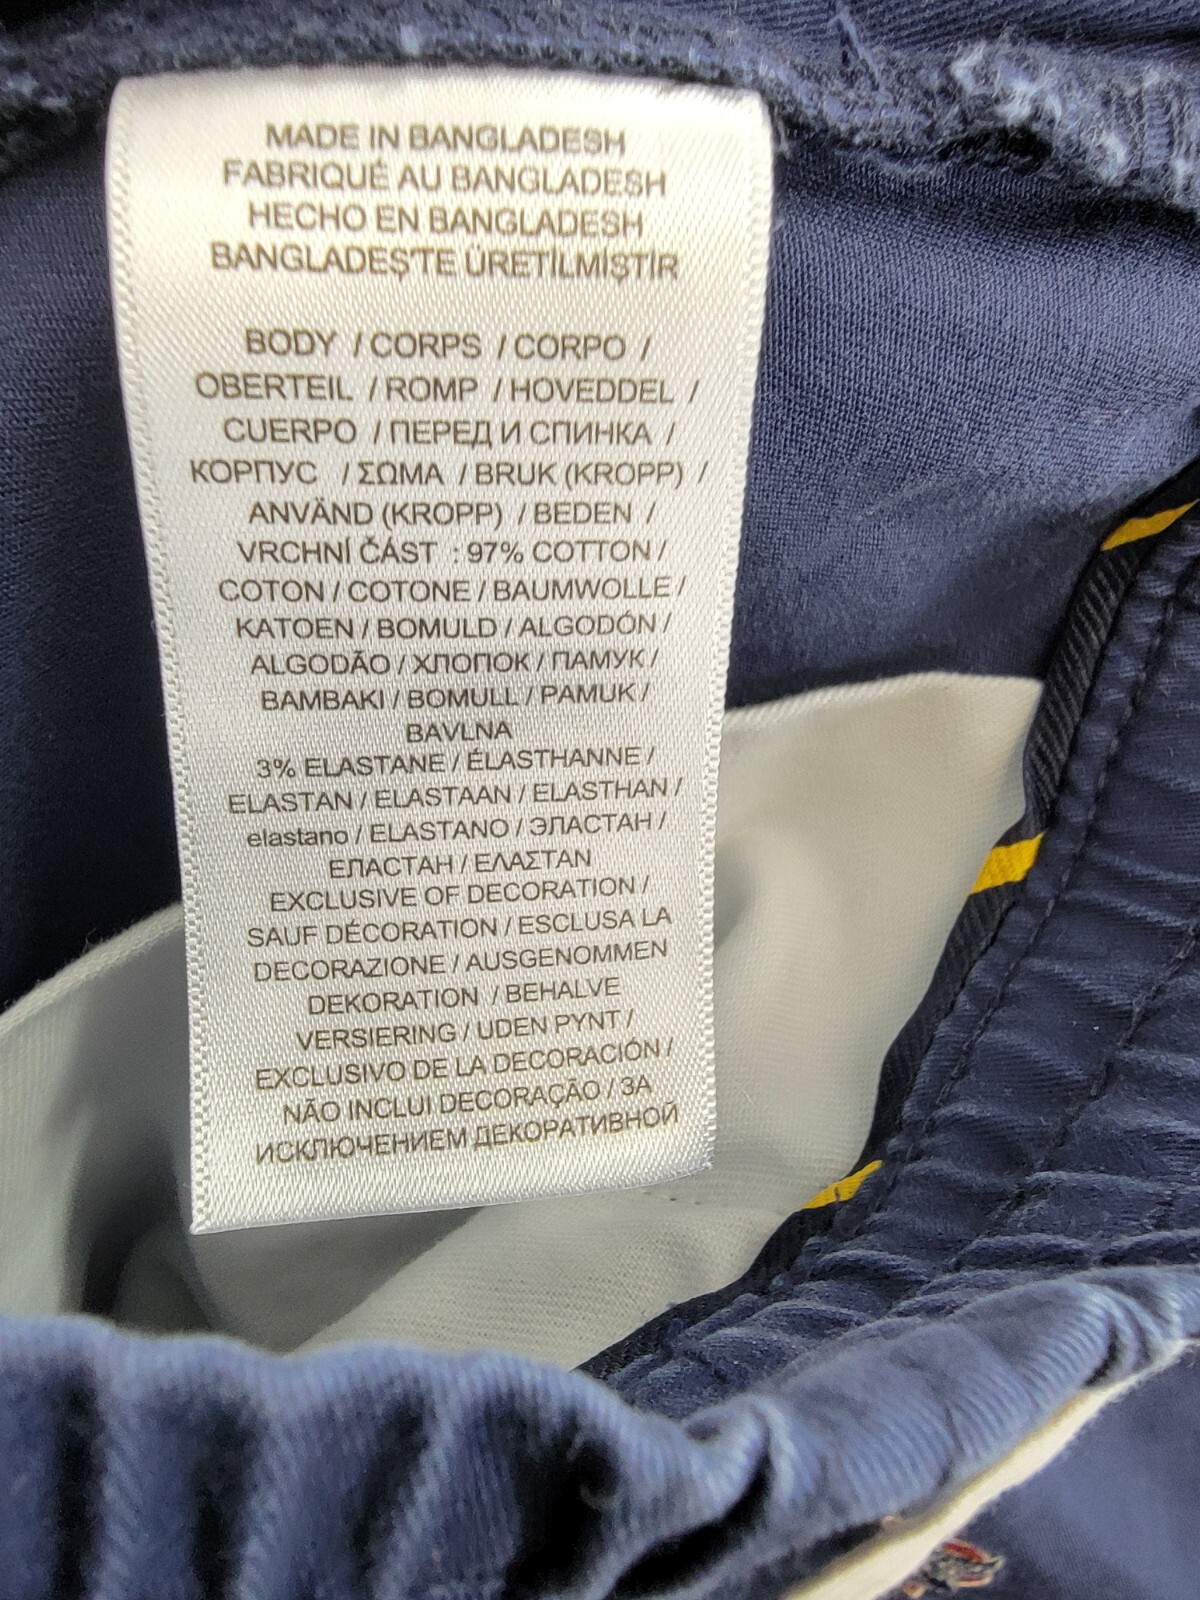 MADE IN BANGLADESH
FABRIQUÉ AU BANGLADESH
HECHO EN BANGLADESH
BANGLADEŞ'TE ÜRETİLMİŞTİR
BODY / CORPS / CORPO /
OBERTEIL / ROMP / HOVEDDEL /
CUERPO / ПЕРЕД И СПИНКА /
КОРПУС / ΣΩΜΑ / BRUK (KROPP) /
ANVÄND (KROPP) / BEDEN /
VRCHNÍ ČÁST : 97% COTTON /
COTON / COTONE / BAUMWOLLE /
KATOEN / BOMULD / ALGODÓN /
ALGODÃO / ХЛОПОК / ПАМУК /
BAMBAKI / BOMULL / PAMUK /
BAVLNA
3% ELASTANE / ÉLASTHANNE /
ELASTAN / ELASTAAN / ELASTHAN /
elastano / ELASTANO / ЭЛАСТАН /
ЕЛАСТАН / ΕΛΑΣΤΑΝ
EXCLUSIVE OF DECORATION /
SAUF DÉCORATION / ESCLUSA LA
DECORAZIONE / AUSGENOMMEN
DEKORATION / BEHALVE
VERSIERING / UDEN PYNT /
EXCLUSIVO DE LA DECORACIÓN /
NÃO INCLUI DECORAÇÃO / ЗА
ИСКЛЮЧЕНИЕМ ДЕКОРАТИВНОЙ